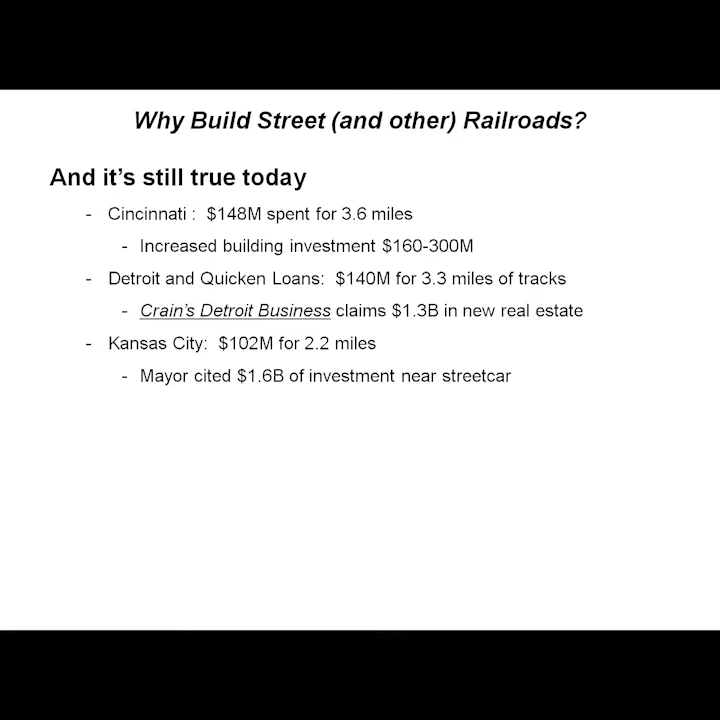 Why Build Street (and other) Railroads?
And it's still true today
- Cincinnati : $148M spent for 3.6 miles
- Increased building investment $160-300M
- Detroit and Quicken Loans: $140M for 3.3 miles of tracks
- Crain's Detroit Business claims $1.3B in new real estate
- Kansas City: $102M for 2.2 miles
- Mayor cited $1.6B of investment near streetcar